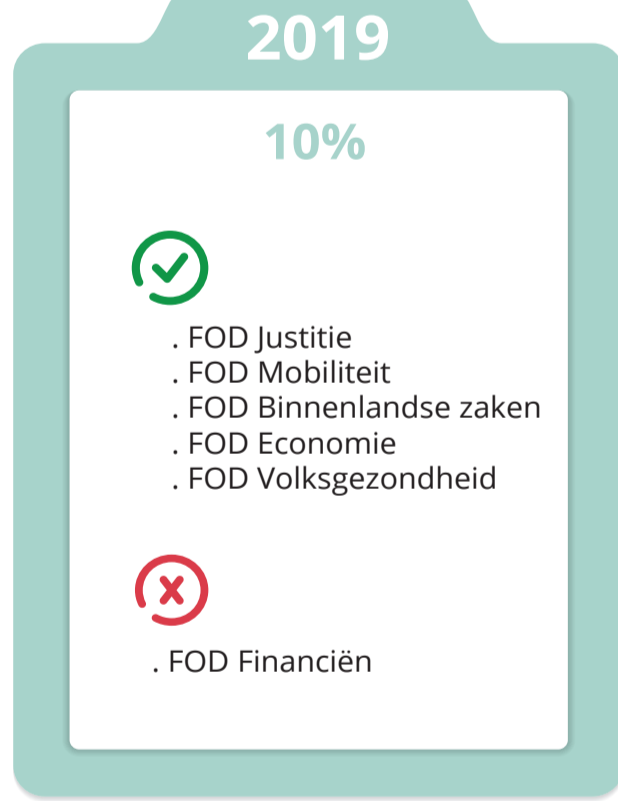 2019
10%
. FOD Justitie
. FOD Mobiliteit
. FOD Binnenlandse zaken
. FOD Economie
. FOD Volksgezondheid
. FOD Financiën